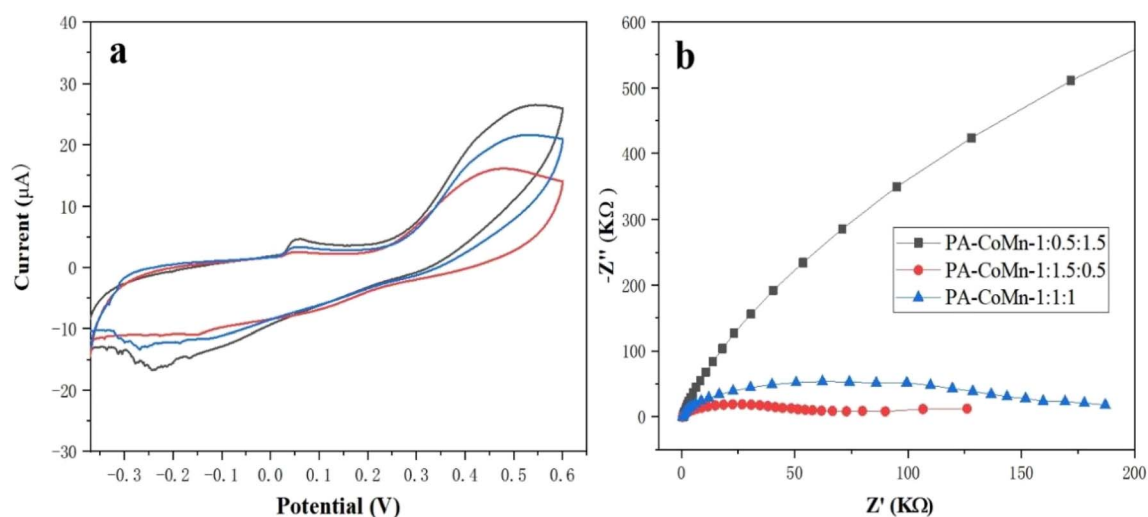 a
40
30
20
10
0
-10
-20
-30
Current (μA)
-0.3 -0.2 -0.1 0.0 0.1 0.2 0.3 0.4 0.5 0.6
Potential (V)
b
600
500
400
300
200
100
0
-Z'' (KΩ)
PA-CoMn-1:0.5:1.5
PA-CoMn-1:1.5:0.5
PA-CoMn-1:1:1
0 50 100 150 200
Z' (KΩ)